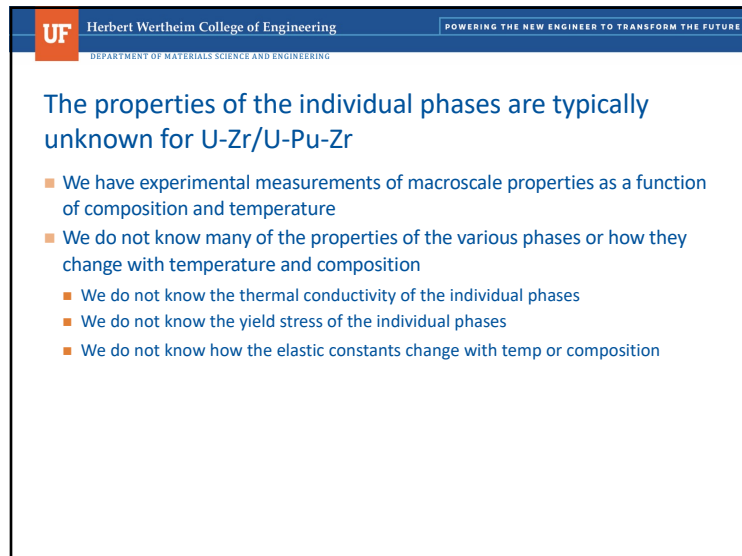 UF
Herbert Wertheim College of Engineering
POWERING THE NEW ENGINEER TO TRANSFORM THE FUTURE
DEPARTMENT OF MATERIALS SCIENCE AND ENGINEERING
The properties of the individual phases are typically
unknown for U-Zr/U-Pu-Zr
We have experimental measurements of macroscale properties as a function
of composition and temperature
We do not know many of the properties of the various phases or how they
change with temperature and composition
We do not know the thermal conductivity of the individual phases
We do not know the yield stress of the individual phases
We do not know how the elastic constants change with temp or composition